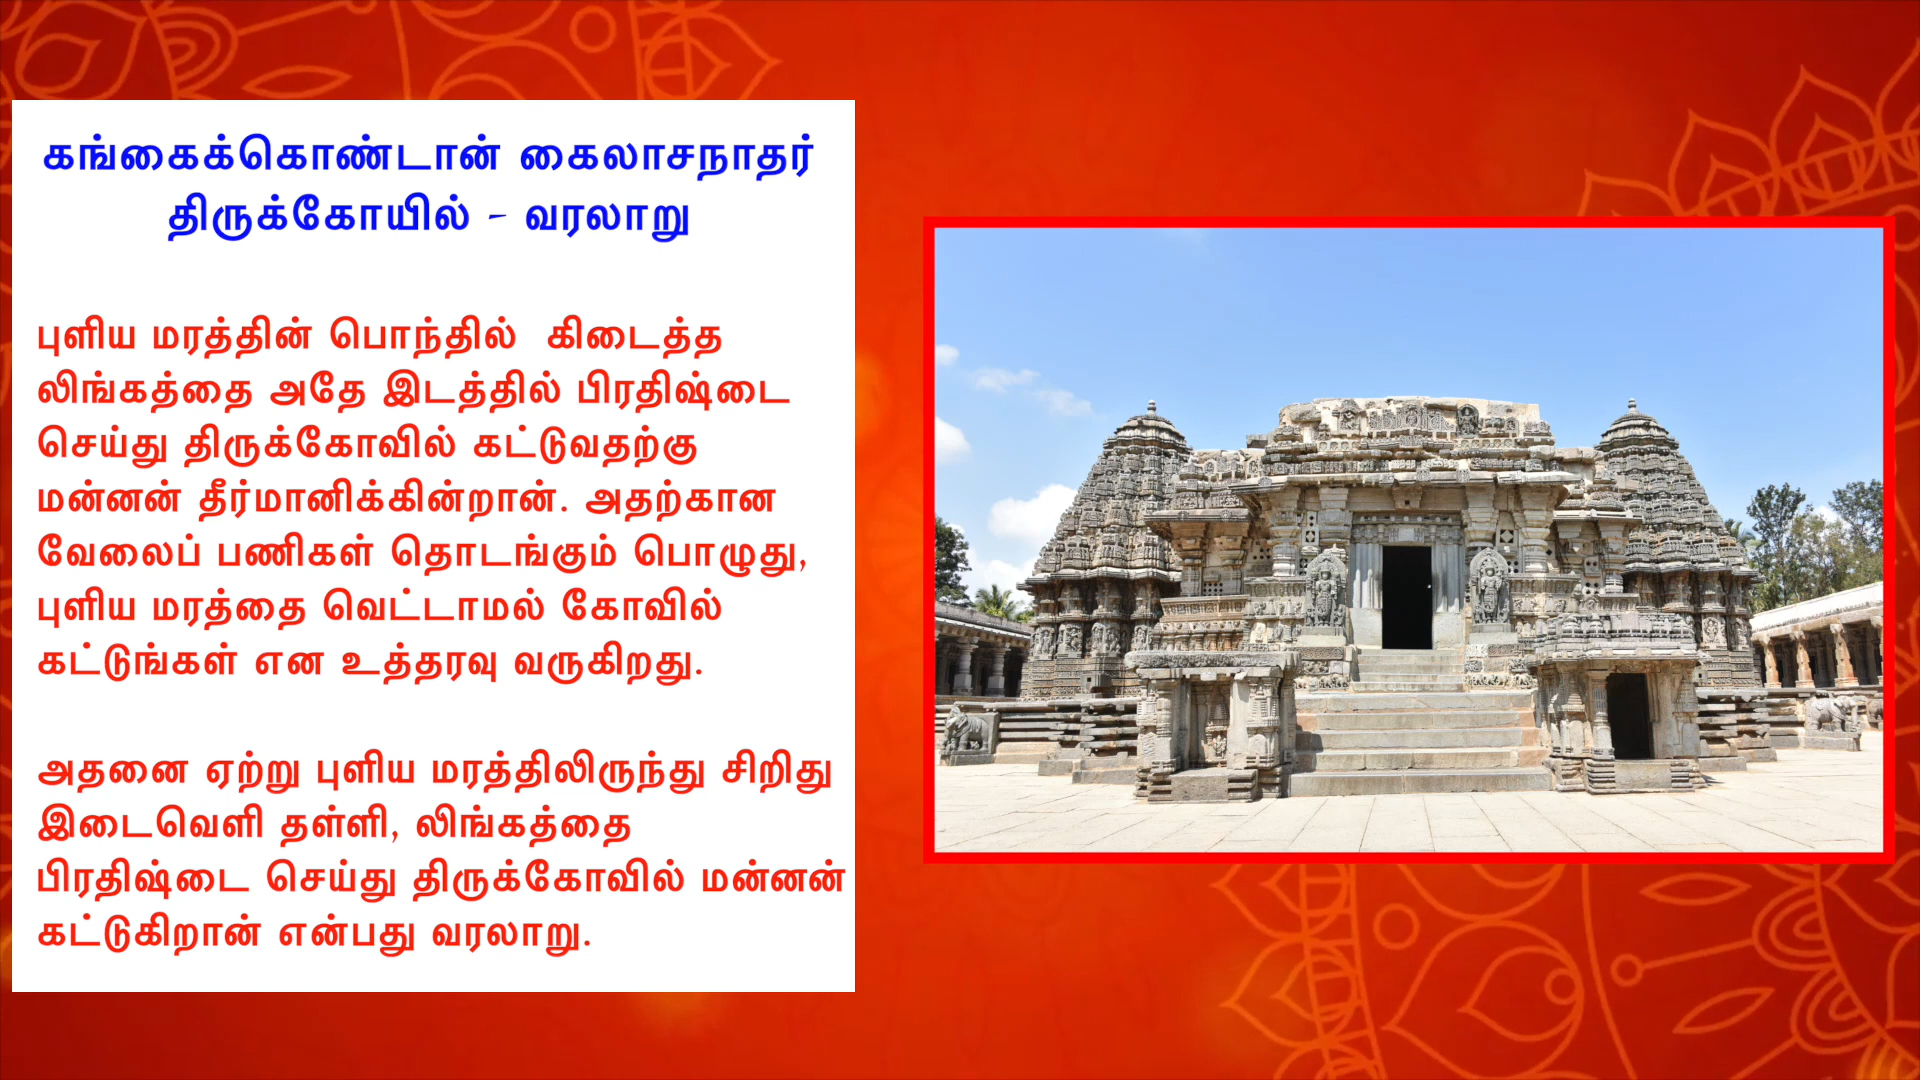 கங்கைக்கொண்டான் கைலாசநாதர்
திருக்கோயில் - வரலாறு
புளிய மரத்தின் பொந்தில் கிடைத்த
லிங்கத்தை அதே இடத்தில் பிரதிஷ்டை
செய்து திருக்கோவில் கட்டுவதற்கு
மன்னன் தீர்மானிக்கின்றான். அதற்கான
வேலைப் பணிகள் தொடங்கும் பொழுது,
புளிய மரத்தை வெட்டாமல் கோவில்
கட்டுங்கள் என உத்தரவு வருகிறது.
அதனை ஏற்று புளிய மரத்திலிருந்து சிறிது
இடைவெளி தள்ளி, லிங்கத்தை
பிரதிஷ்டை செய்து திருக்கோவில் மன்னன்
கட்டுகிறான் என்பது வரலாறு.